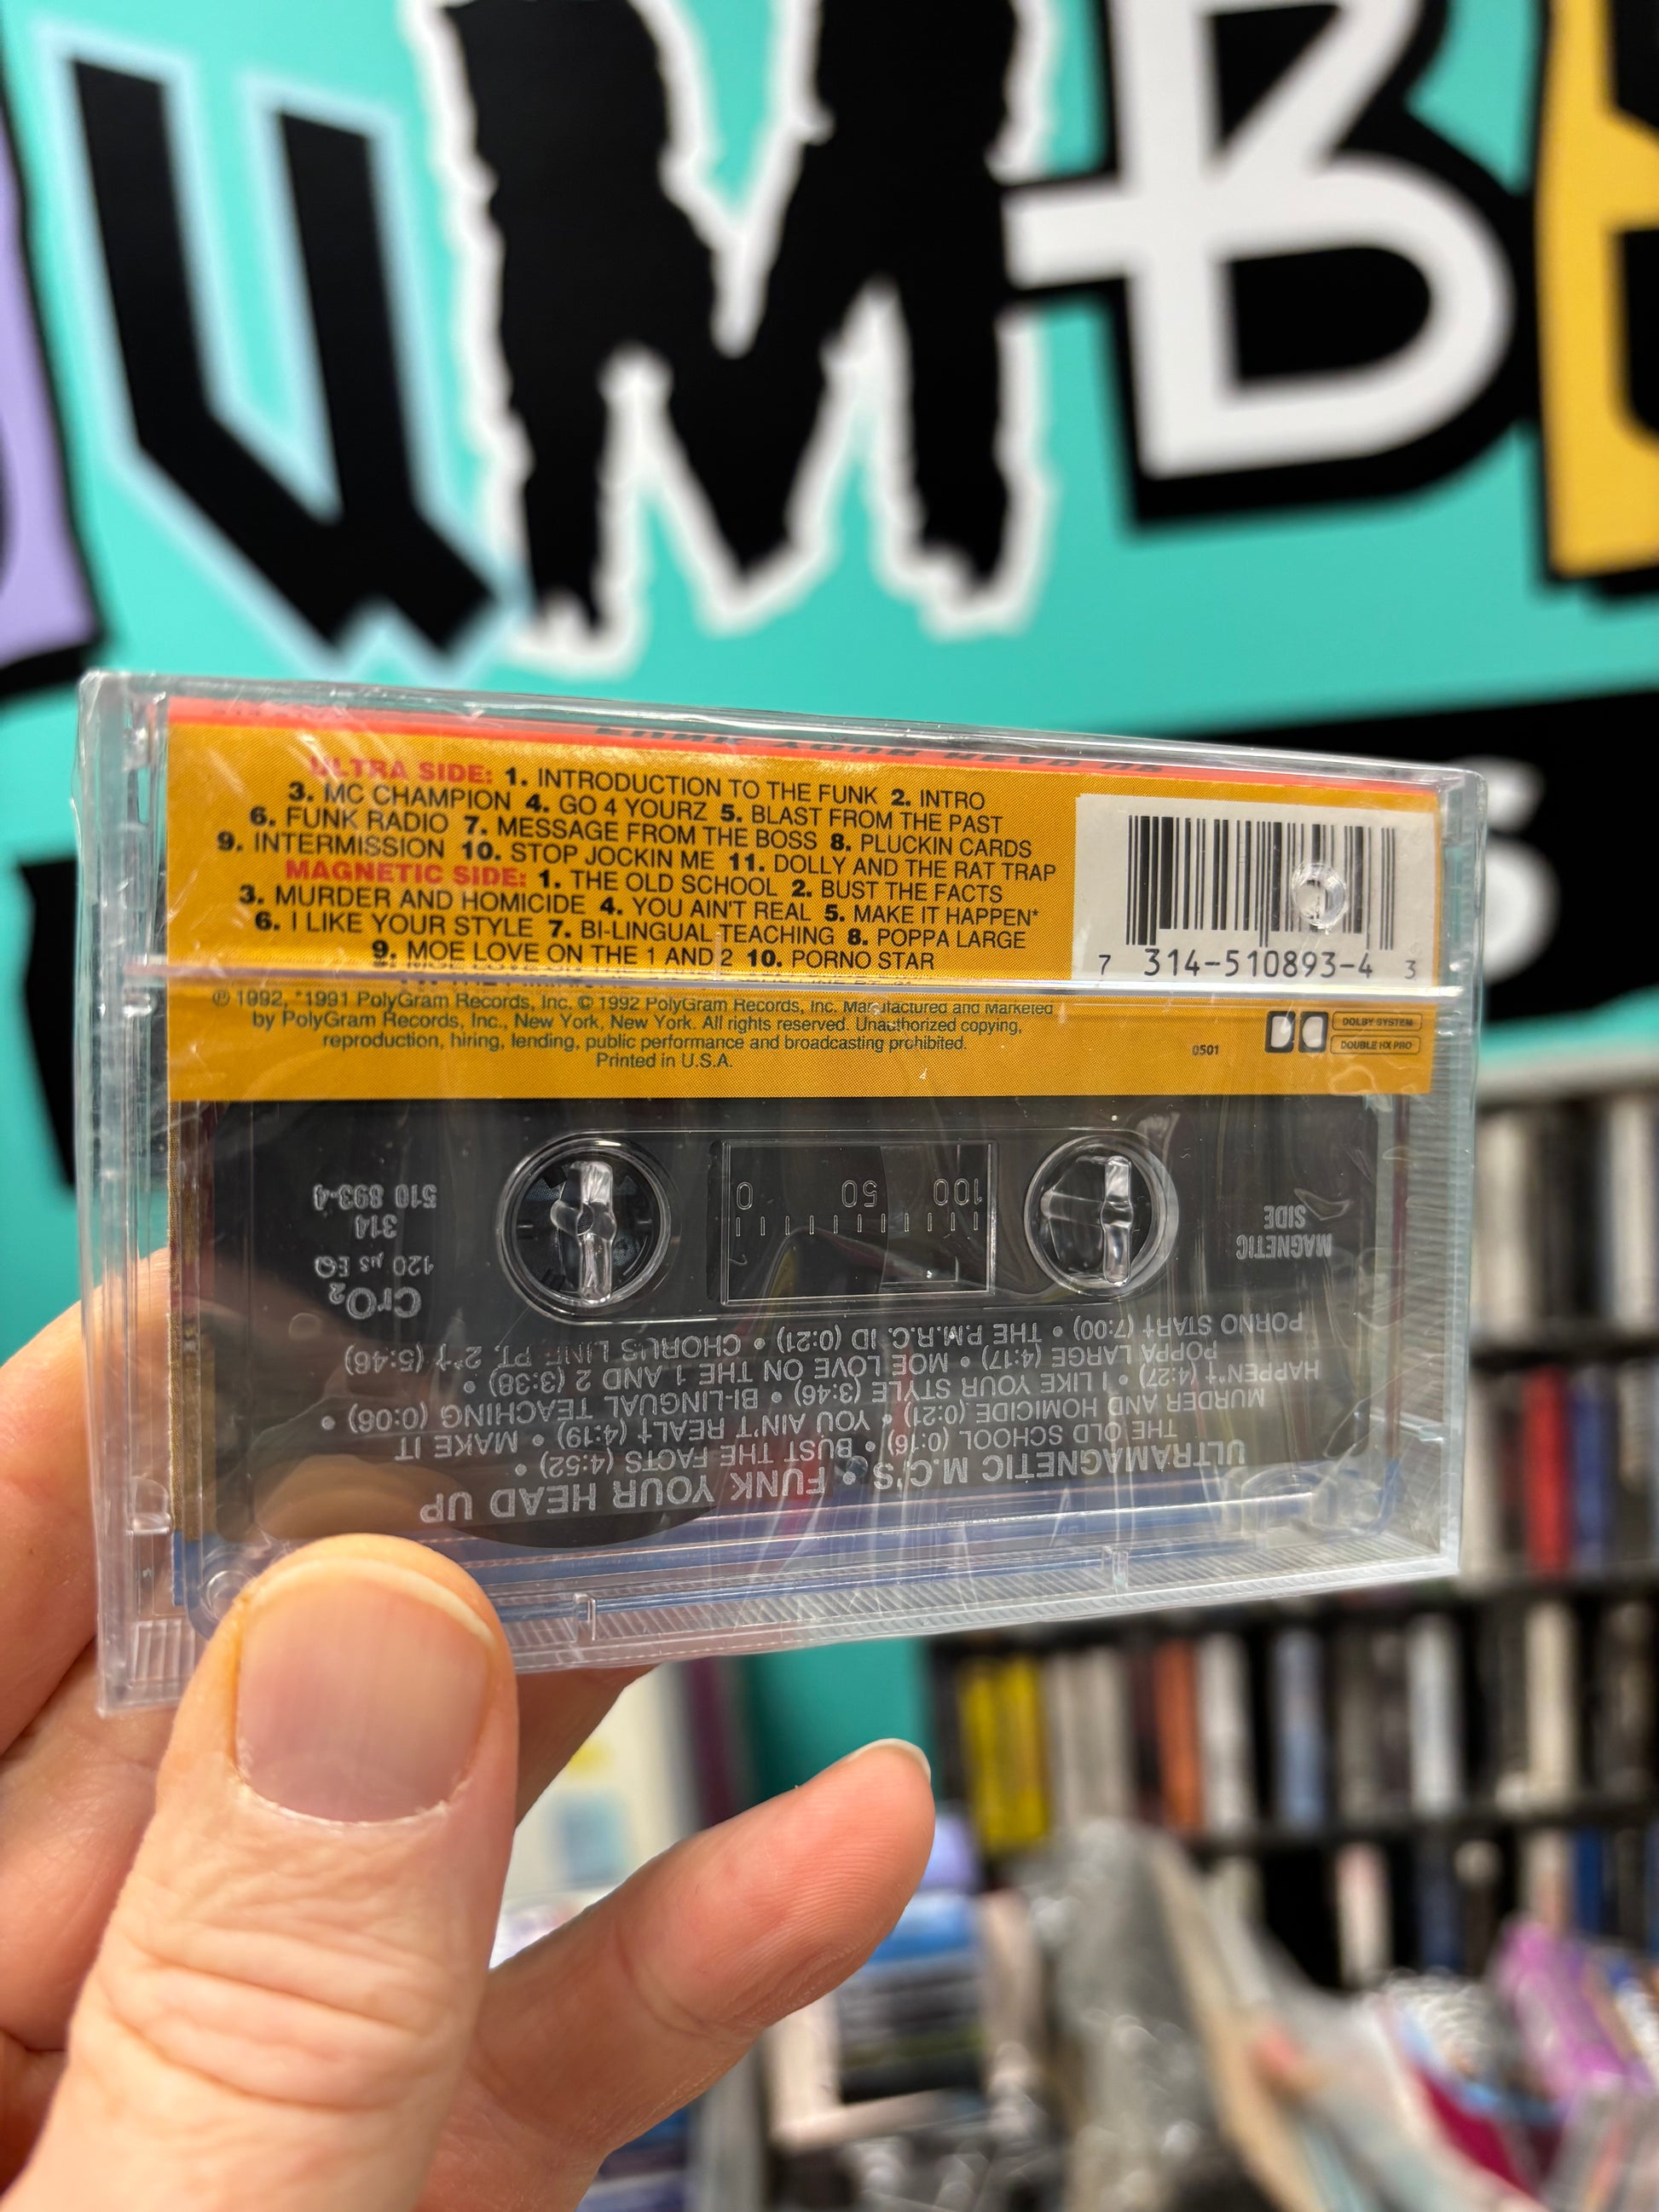 UMB
FUNK YOUR HEAD UP
ULTRA SIDE: 1. INTRODUCTION TO THE FUNK 2. INTRO
3. MC CHAMPION 4. GO 4 YOURZ 5. BLAST FROM THE PAST
6. FUNK RADIO 7. MESSAGE FROM THE BOSS 8. PLUCKIN CARDS
9. INTERMISSION 10. STOP JOCKIN ME 11. DOLLY AND THE RAT TRAP
MAGNETIC SIDE: 1. THE OLD SCHOOL 2. BUST THE FACTS
3. MURDER AND HOMICIDE 4. YOU AIN'T REAL 5. MAKE IT HAPPEN*
6. I LIKE YOUR STYLE 7. BI-LINGUAL TEACHING 8. POPPA LARGE
9. MOE LOVE ON THE 1 AND 2 10. PORNO STAR
7 314-510893-4 3
℗ 1992, *1991 PolyGram Records, Inc. © 1992 PolyGram Records, Inc. Manufactured and Marketed
by PolyGram Records, Inc., New York, New York. All rights reserved. Unauthorized copying,
reproduction, hiring, lending, public performance and broadcasting prohibited.
Printed in U.S.A.
0501
DOLBY SYSTEM
DOUBLE HX PRO
ULTRAMAGNETIC M.C.'S • FUNK YOUR HEAD UP
THE OLD SCHOOL (0:16) • BUST THE FACTS (4:52) •
MURDER AND HOMICIDE (0:21) • YOU AIN'T REAL† (4:19) • MAKE IT
HAPPEN*† (4:27) • I LIKE YOUR STYLE (3:46) • BI-LINGUAL TEACHING (0:06) •
POPPA LARGE (4:17) • MOE LOVE ON THE 1 AND 2 (3:38) •
PORNO STAR† (7:00) • THE P.M.R.C. ID (0:21) • CHORUS LINE PT. 2*† (5:46)
MAGNETIC
SIDE
100 50 0
CrO2
120 µs EQ
314
510 893-4